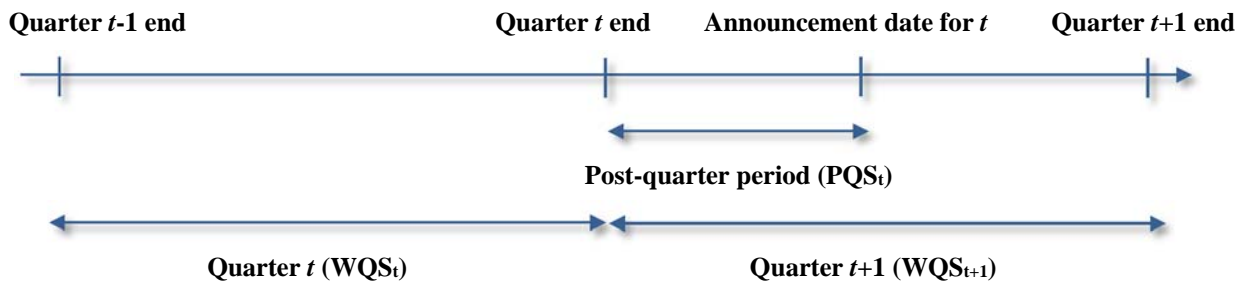 Quarter t-1 end Quarter t end Announcement date for t Quarter t+1 end
Post-quarter period (PQSₜ)
Quarter t (WQSₜ) Quarter t+1 (WQSₜ₊₁)